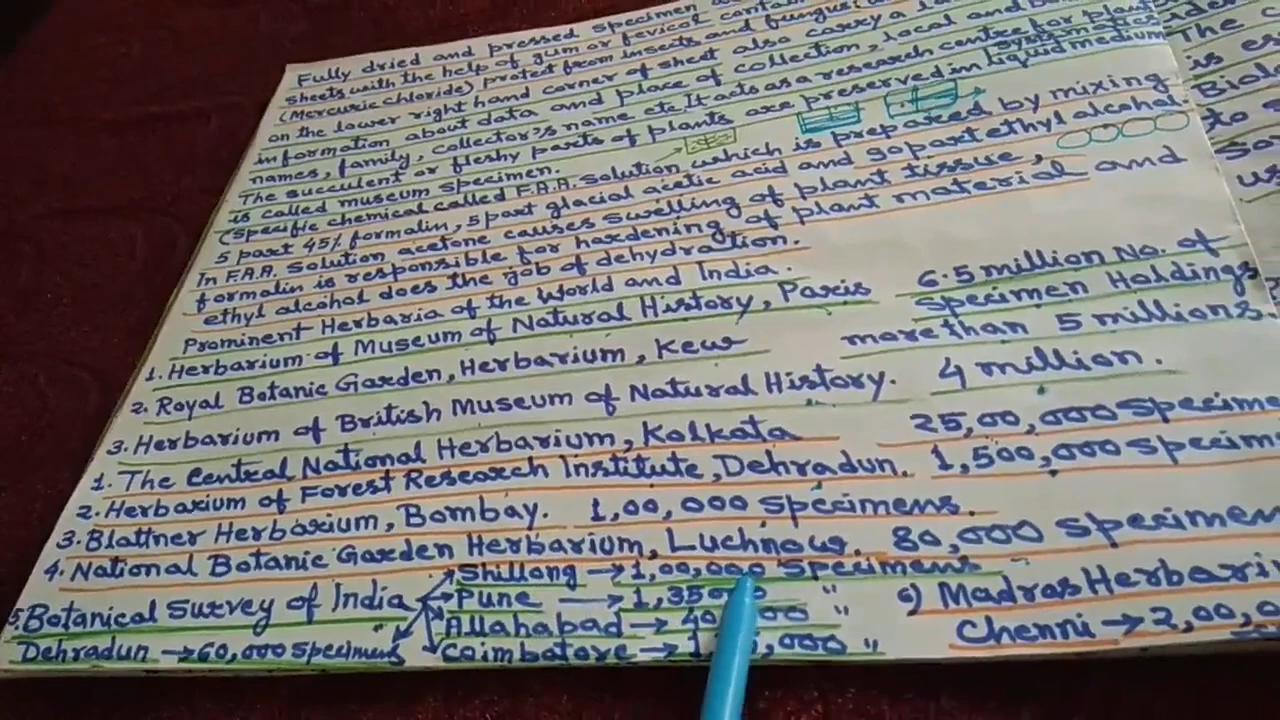 Fully dried and pressed specimen
sheets with the help of gum or fevicol
(Mercuric chloride) protect from insects and fungus
on the lower right hand corner of sheet also carry a
information about data and place of collection, local and
names, family, collector's name etc. It acts as a research centre for plant
systematics
The succulent or fleshy parts of plants are preserved in liquid medium
is called museum specimen.
(Specific chemical called F.A.A. Solution which is prepared by mixing
5 part 45% formalin, 5 part glacial acetic acid and 90 part ethyl alcohol.
In F.A.A. Solution acetone causes swelling of plant tissue,
formalin is responsible for hardening of plant material and
ethyl alcohol does the job of dehydration.
Prominent Herbaria of the World and India.
1. Herbarium of Museum of Natural History, Paris 6.5 million No. of
Specimen Holdings
2. Royal Botanic Garden, Herbarium, Kew more than 5 millions.
3. Herbarium of British Museum of Natural History. 4 million.
1. The Central National Herbarium, Kolkata 25,00,000 Specime
2. Herbarium of Forest Research Institute, Dehradun. 1,500,000 Specim
3. Blattner Herbarium, Bombay. 1,00,000 Specimens.
4. National Botanic Garden Herbarium, Luchnow. 80,000 Specimen
5. Botanical Survey of India Shillong → 1,00,000 Specimens
Pune → "
Allahabad → "
Coimbatore → "
Dehradun → 60,000 Specimens
6) Madras Herbari
Chenni → 2,00,0
is
to